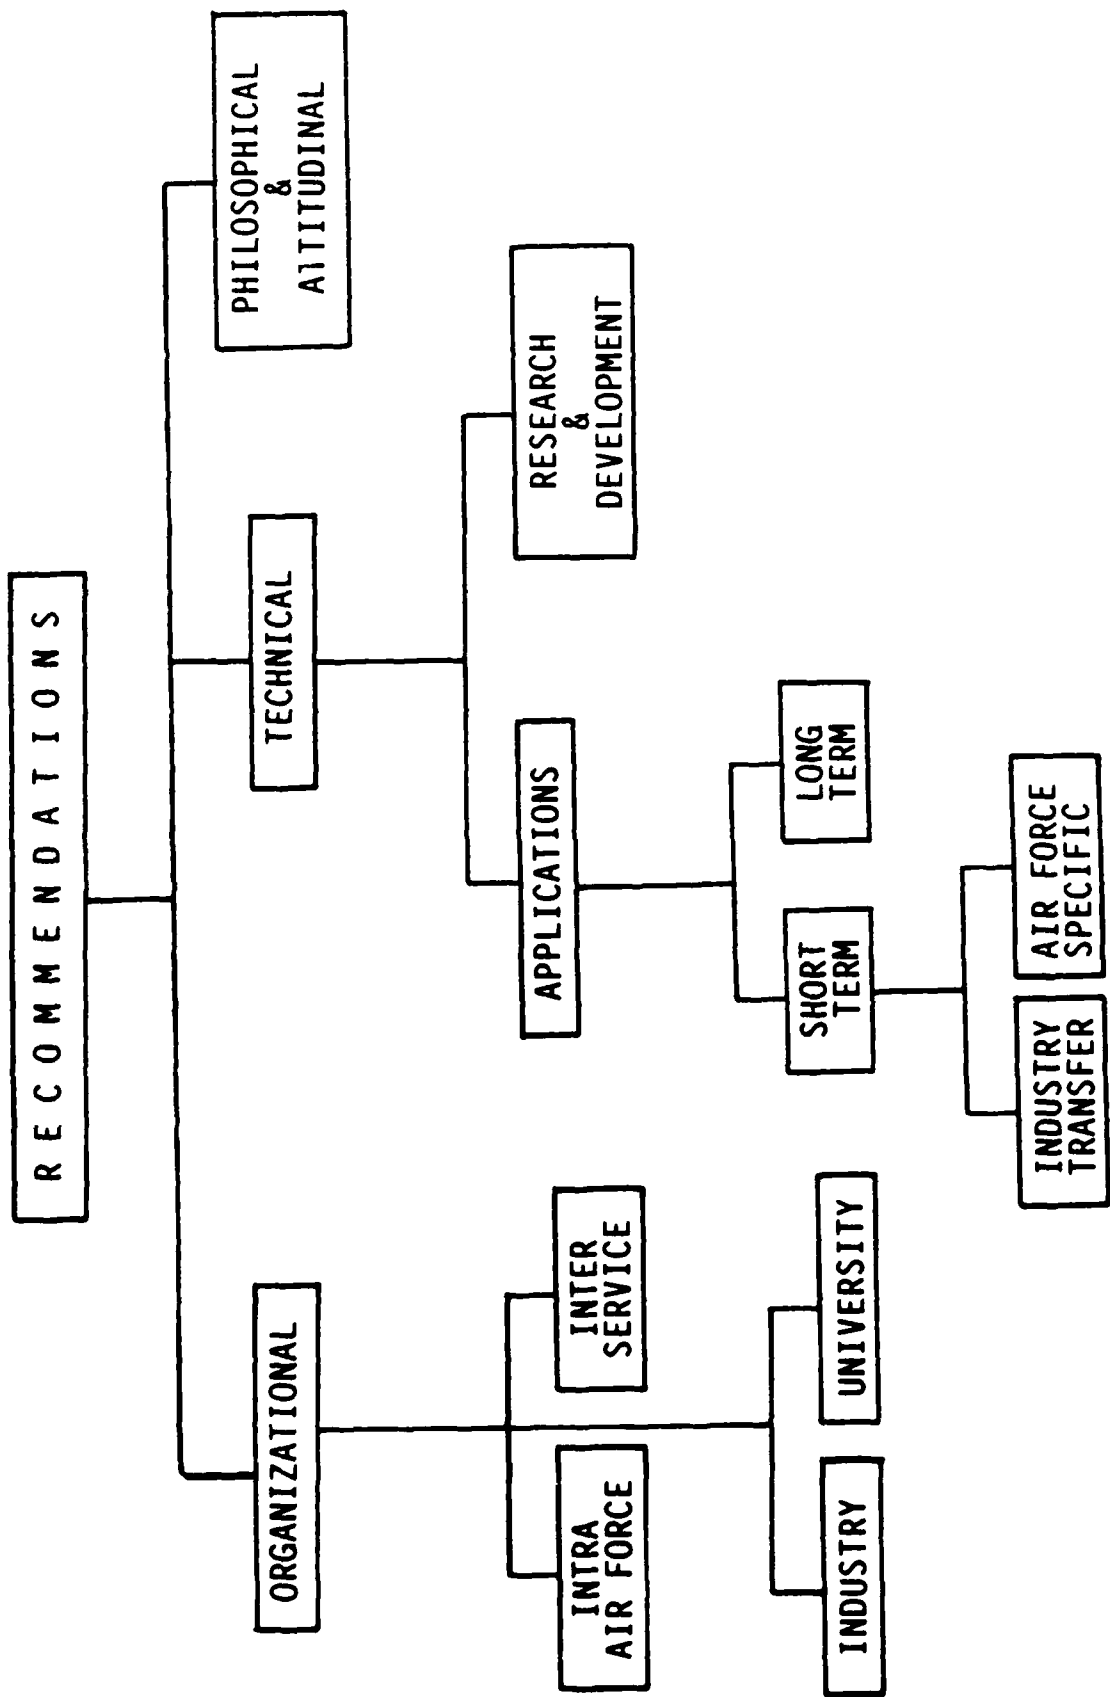 R E C O M M E N D A T I O N S
ORGANIZATIONAL
TECHNICAL
PHILOSOPHICAL
&
ATTITUDINAL
INTRA
AIR FORCE
INTER
SERVICE
APPLICATIONS
RESEARCH
&
DEVELOPMENT
INDUSTRY
UNIVERSITY
SHORT
TERM
LONG
TERM
INDUSTRY
TRANSFER
AIR FORCE
SPECIFIC